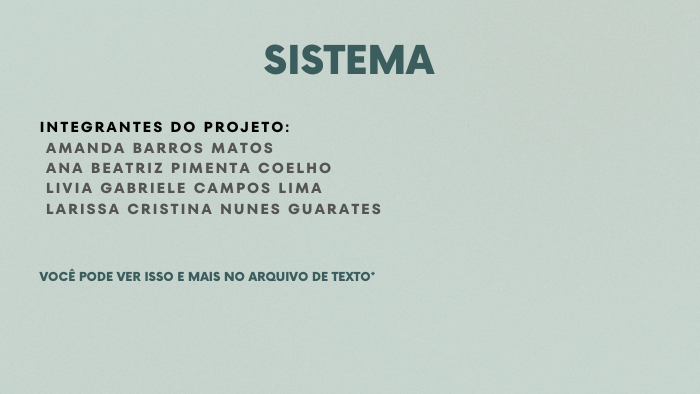 SISTEMA
INTEGRANTES DO PROJETO:
AMANDA BARROS MATOS
ANA BEATRIZ PIMENTA COELHO
LIVIA GABRIELE CAMPOS LIMA
LARISSA CRISTINA NUNES GUARATES
VOCÊ PODE VER ISSO E MAIS NO ARQUIVO DE TEXTO*